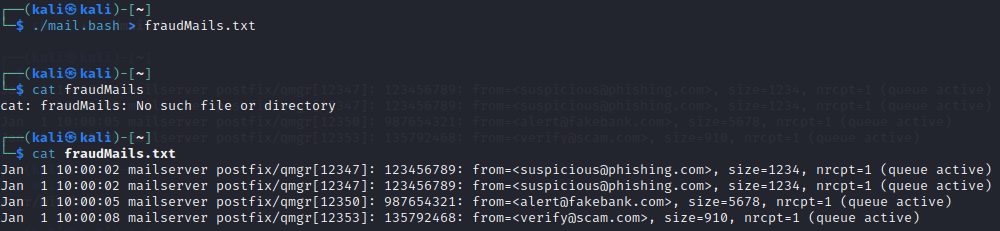 ┌──(kali㉿kali)-[~]
└─$ ./mail.bash > fraudMails.txt
┌──(kali㉿kali)-[~]
└─$ cat fraudMails
cat: fraudMails: No such file or directory
┌──(kali㉿kali)-[~]
└─$ cat fraudMails.txt
Jan  1 10:00:02 mailserver postfix/qmgr[12347]: 123456789: from=<suspicious@phishing.com>, size=1234, nrcpt=1 (queue active)
Jan  1 10:00:02 mailserver postfix/qmgr[12347]: 123456789: from=<suspicious@phishing.com>, size=1234, nrcpt=1 (queue active)
Jan  1 10:00:05 mailserver postfix/qmgr[12350]: 987654321: from=<alert@fakebank.com>, size=5678, nrcpt=1 (queue active)
Jan  1 10:00:08 mailserver postfix/qmgr[12353]: 135792468: from=<verify@scam.com>, size=910, nrcpt=1 (queue active)